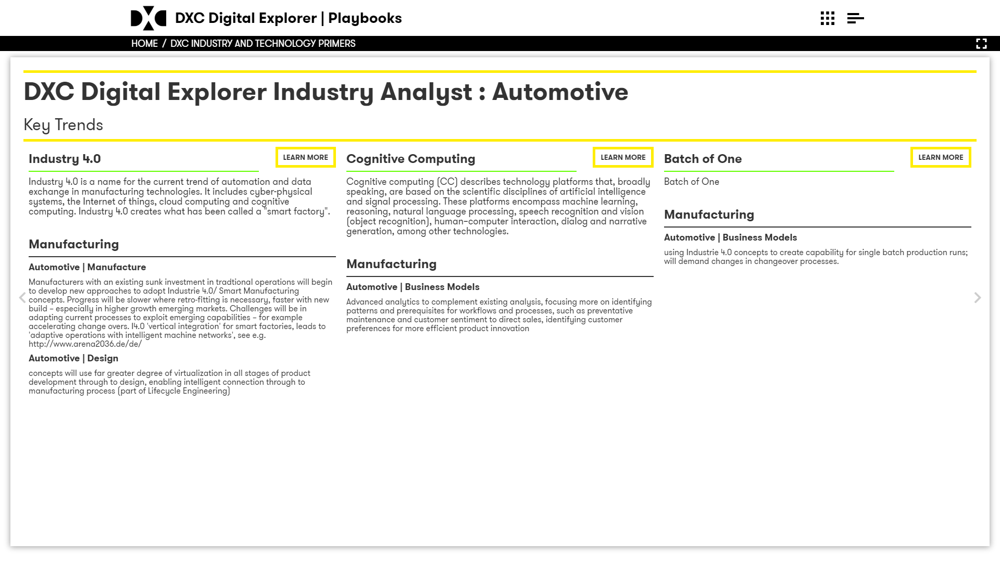 DXC Digital Explorer | Playbooks
HOME / DXC INDUSTRY AND TECHNOLOGY PRIMERS
DXC Digital Explorer Industry Analyst : Automotive
Key Trends
Industry 4.0
LEARN MORE
Industry 4.0 is a name for the current trend of automation and data
exchange in manufacturing technologies. It includes cyber-physical
systems, the Internet of things, cloud computing and cognitive
computing. Industry 4.0 creates what has been called a "smart factory".
Manufacturing
Automotive | Manufacture
Manufacturers with an existing sunk investment in tradtional operations will begin
to develop new approaches to adopt Industrie 4.0/ Smart Manufacturing
concepts. Progress will be slower where retro-fitting is necessary, faster with new
build – especially in higher growth emerging markets. Challenges will be in
adapting current processes to exploit emerging capabilities – for example
accelerating change overs. I4.0 'vertical integration' for smart factories, leads to
'adaptive operations with intelligent machine networks', see e.g.
http://www.arena2036.de/de/
Automotive | Design
concepts will use far greater degree of virtualization in all stages of product
development through to design, enabling intelligent connection through to
manufacturing process (part of Lifecycle Engineering)
Cognitive Computing
LEARN MORE
Cognitive computing (CC) describes technology platforms that, broadly
speaking, are based on the scientific disciplines of artificial intelligence
and signal processing. These platforms encompass machine learning,
reasoning, natural language processing, speech recognition and vision
(object recognition), human–computer interaction, dialog and narrative
generation, among other technologies.
Manufacturing
Automotive | Business Models
Advanced analytics to complement existing analysis, focusing more on identifying
patterns and prerequisites for workflows and processes, such as preventative
maintenance and customer sentiment to direct sales, identifying customer
preferences for more efficient product innovation
Batch of One
LEARN MORE
Batch of One
Manufacturing
Automotive | Business Models
using Industrie 4.0 concepts to create capability for single batch production runs;
will demand changes in changeover processes.